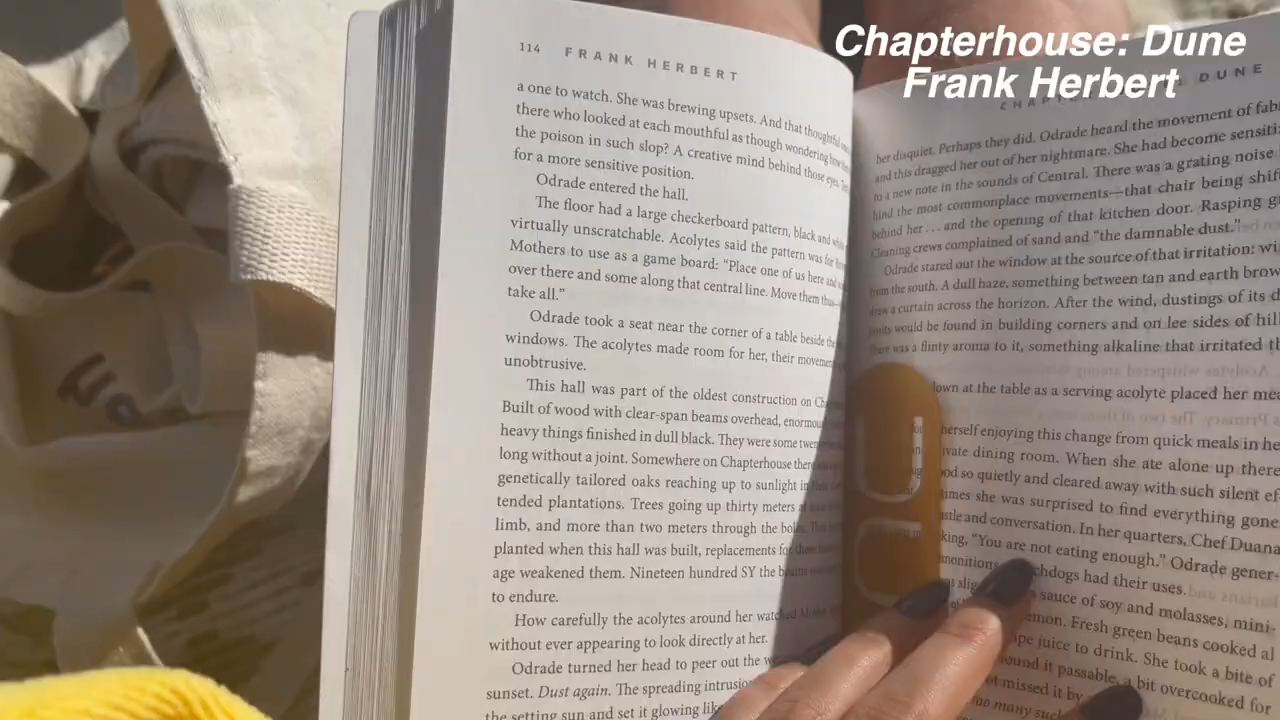 Chapterhouse: Dune
Frank Herbert
114 FRANK HERBERT
a one to watch. She was brewing upsets. And that
there who looked at each mouthful as though wondering
the poison in such slop? A creative mind behind those eyes.
for a more sensitive position.
Odrade entered the hall.
The floor had a large checkerboard pattern, black and
virtually unscratchable. Acolytes said the pattern was for
Mothers to use as a game board: “Place one of us here and
over there and some along that central line. Move them thus—
take all.”
Odrade took a seat near the corner of a table beside the
windows. The acolytes made room for her, their
unobtrusive.
This hall was part of the oldest construction on
Built of wood with clear-span beams overhead,
heavy things finished in dull black. They were some
long without a joint. Somewhere on Chapterhouse
genetically tailored oaks reaching up to sunlight in
tended plantations. Trees going up thirty meters
limb, and more than two meters through the
planted when this hall was built, replacements for
age weakened them. Nineteen hundred SY the beams
to endure.
How carefully the acolytes around her watched
without ever appearing to look directly at her.
Odrade turned her head to peer out the
sunset. Dust again. The spreading
the setting sun and set it glowing
DUNE
her disquiet. Perhaps they did. Odrade heard the movement of
and this dragged her out of her nightmare. She had become
to a new note in the sounds of Central. There was a grating noise
hind the most commonplace movements—that chair being
behind her . . . and the opening of that kitchen door. Rasping
Cleaning crews complained of sand and “the damnable dust.”
Odrade stared out the window at the source of that irritation:
from the south. A dull haze, something between tan and earth
draw a curtain across the horizon. After the wind, dustings of its
would be found in building corners and on lee sides of
There was a flinty aroma to it, something alkaline that irritated
down at the table as a serving acolyte placed her
herself enjoying this change from quick meals in
dining room. When she ate alone up there
so quietly and cleared away with such silent
she was surprised to find everything gone
and conversation. In her quarters, Chef Duana
“You are not eating enough.” Odrade gener-
had their uses.
a sauce of soy and molasses, mini-
Fresh green beans cooked al
juice to drink. She took a bite of
it passable, a bit overcooked for
missed it by
many